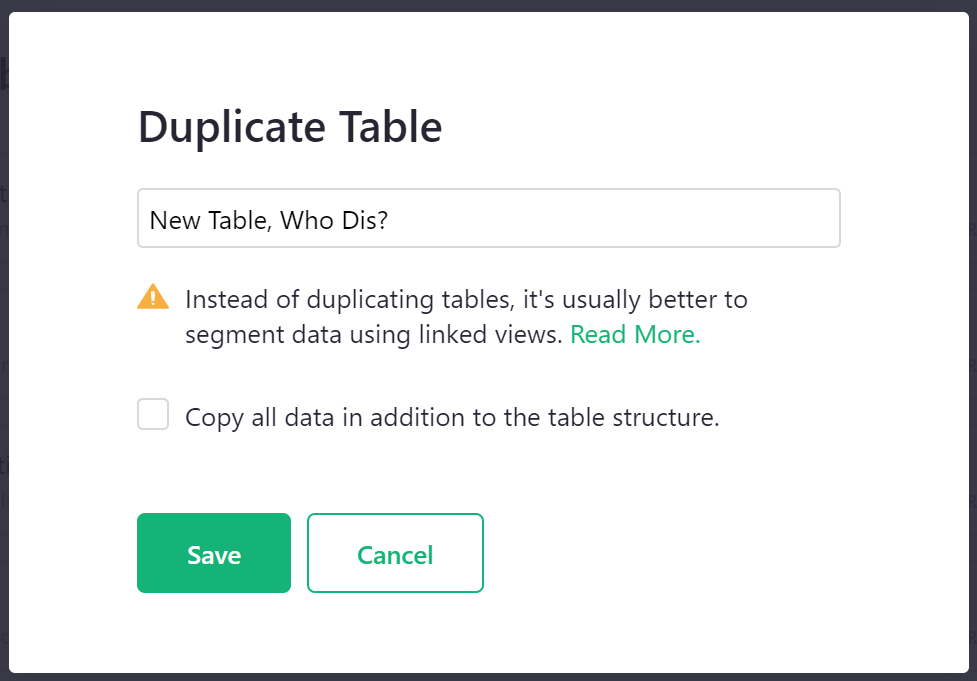 Duplicate Table
New Table, Who Dis?
Instead of duplicating tables, it's usually better to
segment data using linked views. Read More.
Copy all data in addition to the table structure.
Save Cancel